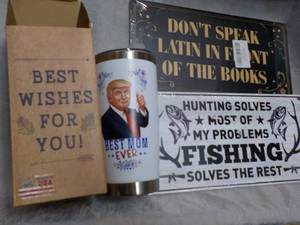 BEST
WISHES
FOR
YOU!
USA
BEST MOM
EVER
DON'T SPEAK
LATIN IN FRONT
OF THE BOOKS
HUNTING SOLVES
MOST OF
MY PROBLEMS
FISHING
SOLVES THE REST